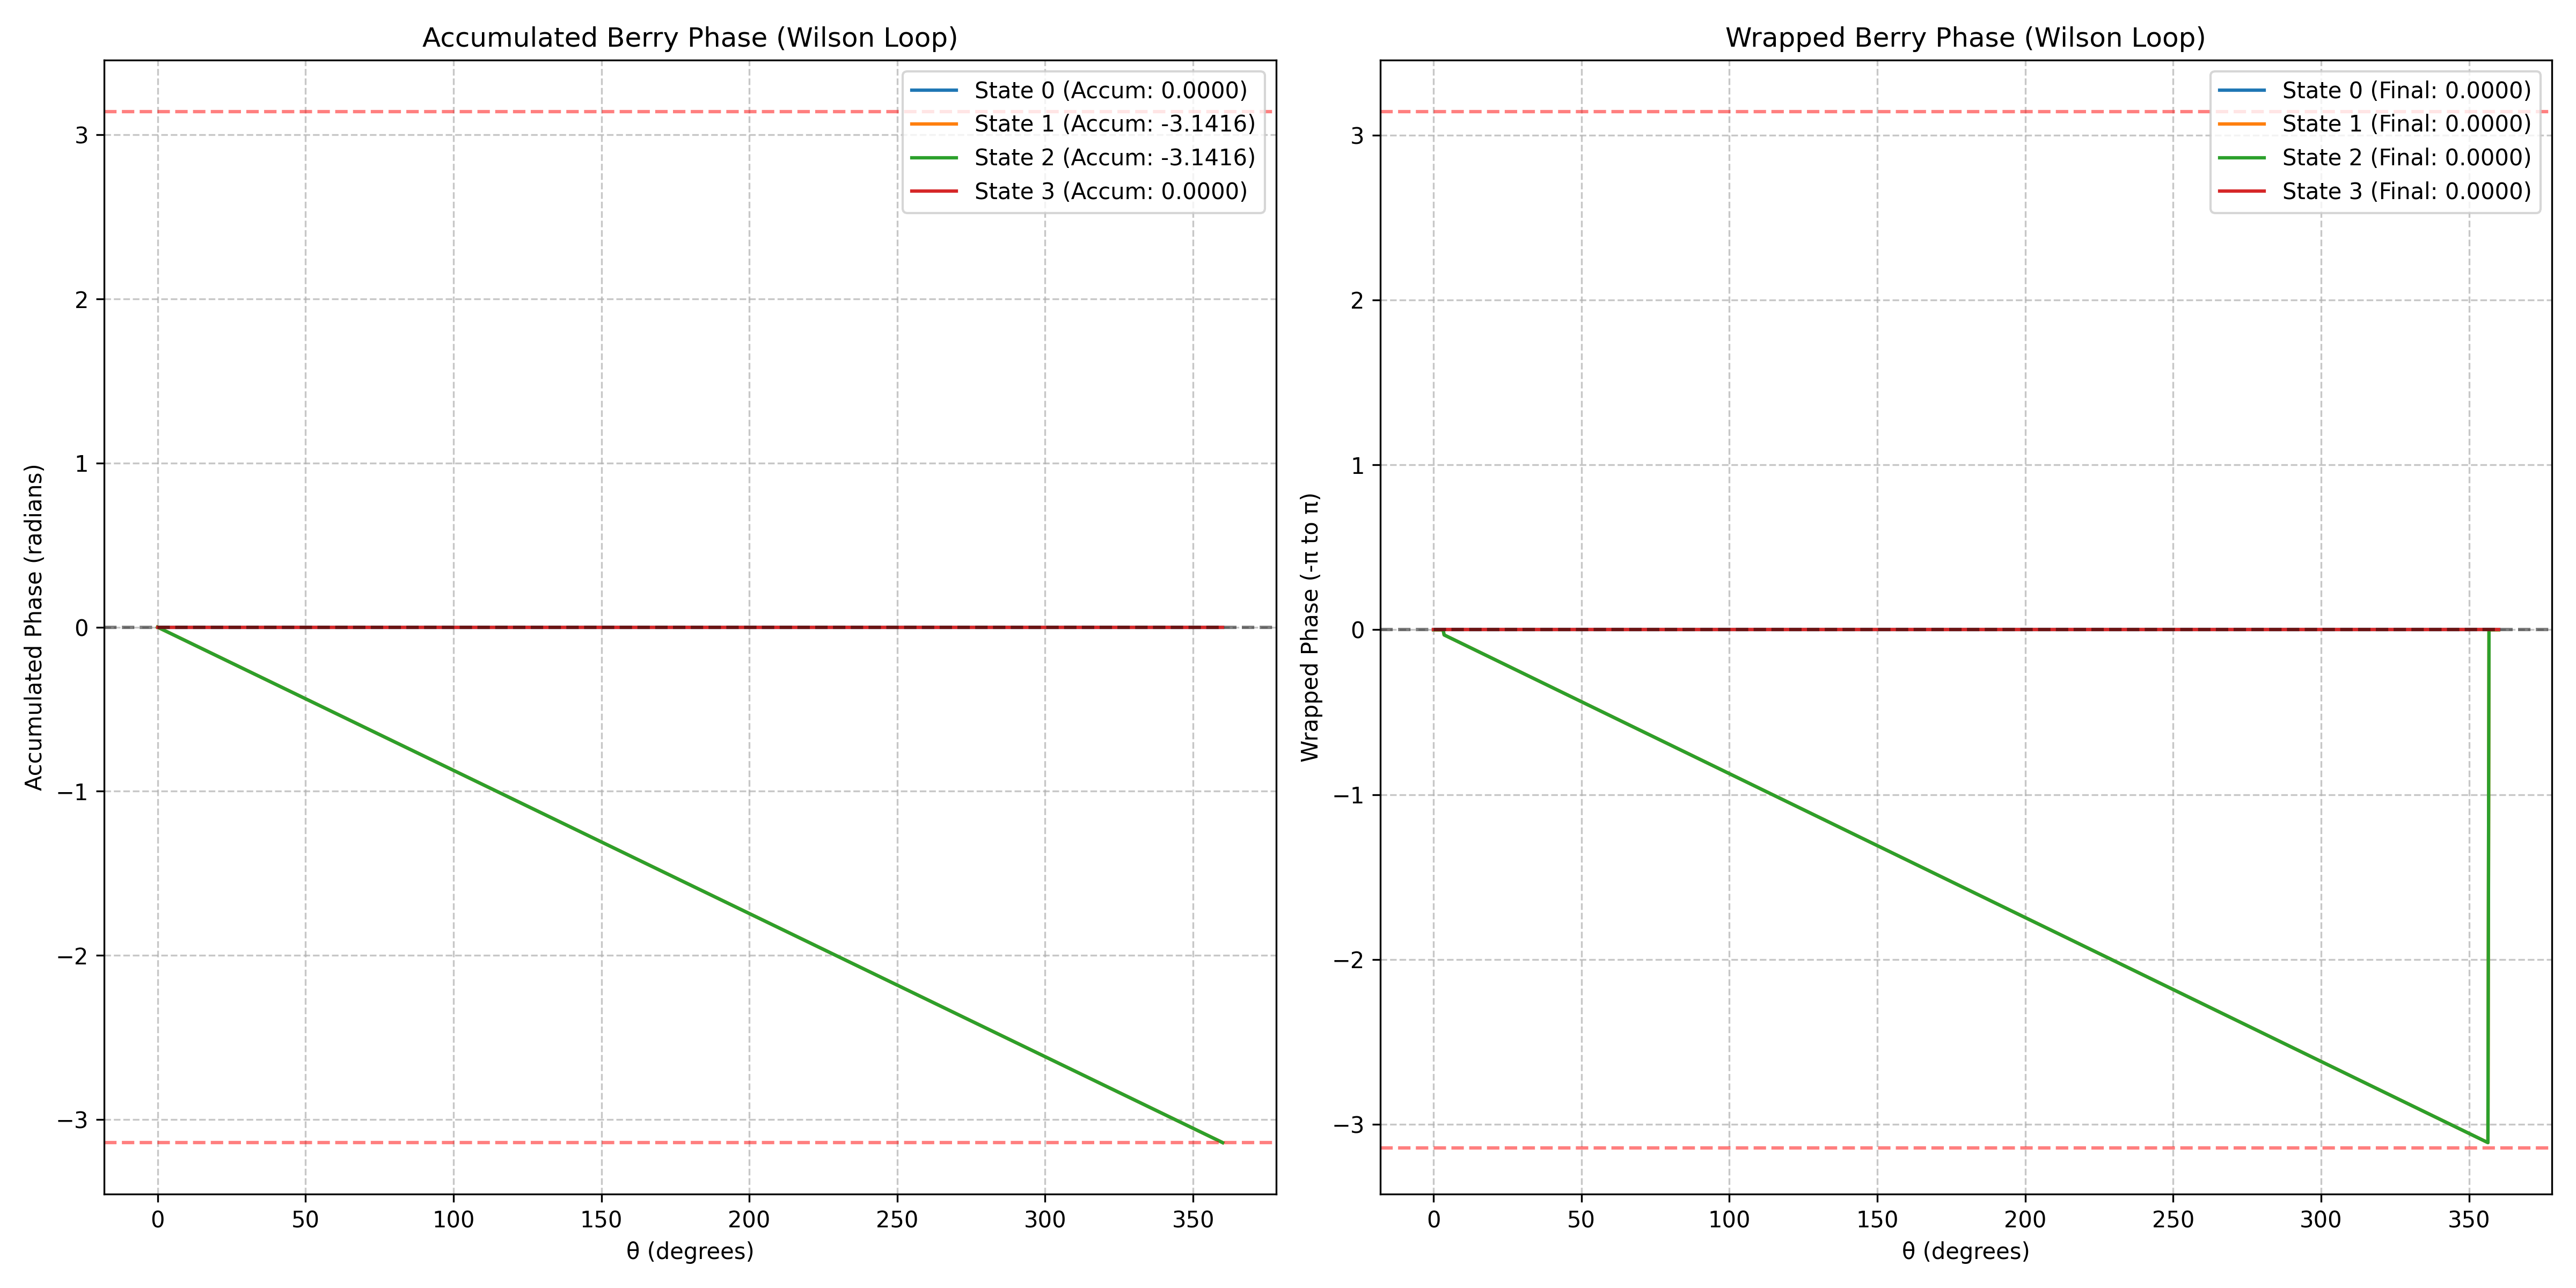 Accumulated Berry Phase (Wilson Loop)
State 0 (Accum: 0.0000)
State 1 (Accum: -3.1416)
State 2 (Accum: -3.1416)
State 3 (Accum: 0.0000)
Accumulated Phase (radians)
3
2
1
0
−1
−2
−3
0 50 100 150 200 250 300 350
θ (degrees)
Wrapped Berry Phase (Wilson Loop)
State 0 (Final: 0.0000)
State 1 (Final: 0.0000)
State 2 (Final: 0.0000)
State 3 (Final: 0.0000)
Wrapped Phase (-π to π)
3
2
1
0
−1
−2
−3
0 50 100 150 200 250 300 350
θ (degrees)